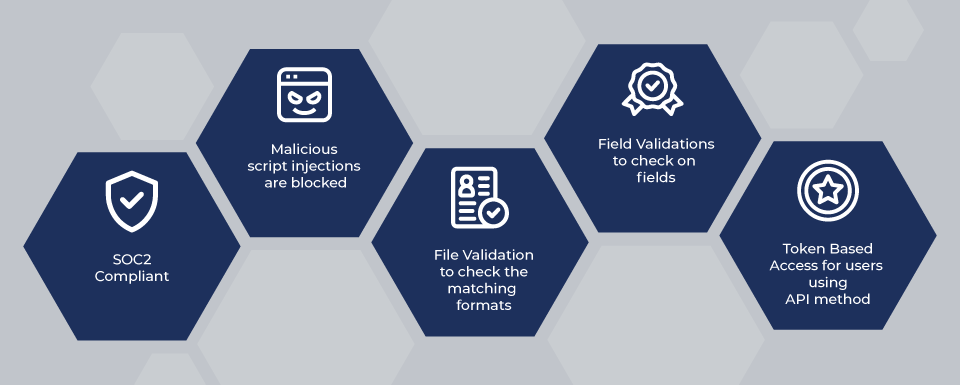 SOC2
Compliant
Malicious
script injections
are blocked
File Validation
to check the
matching
formats
Field Validations
to check on
fields
Token Based
Access for users
using
API method